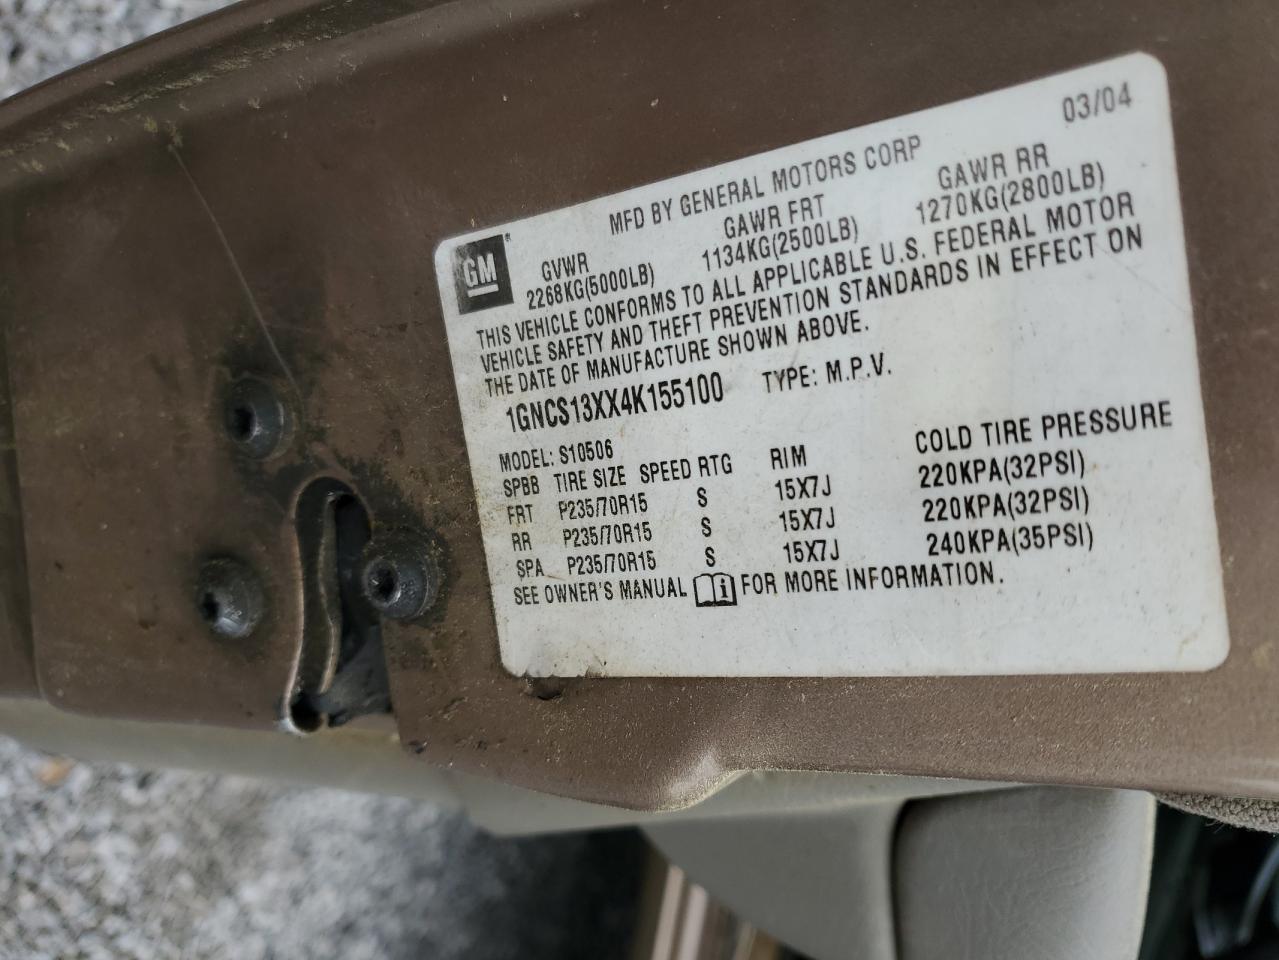 03/04
MFD BY GENERAL MOTORS CORP
GM®
GVWR GAWR FRT GAWR RR
2268KG(5000LB) 1134KG(2500LB) 1270KG(2800LB)
THIS VEHICLE CONFORMS TO ALL APPLICABLE U.S. FEDERAL MOTOR
VEHICLE SAFETY AND THEFT PREVENTION STANDARDS IN EFFECT ON
THE DATE OF MANUFACTURE SHOWN ABOVE.
1GNCS13XX4K155100 TYPE: M.P.V.
MODEL: S10506
SPBB TIRE SIZE SPEED RTG RIM COLD TIRE PRESSURE
FRT P235/70R15 S 15X7J 220KPA(32PSI)
RR P235/70R15 S 15X7J 220KPA(32PSI)
SPA P235/70R15 S 15X7J 240KPA(35PSI)
SEE OWNER'S MANUAL i FOR MORE INFORMATION.